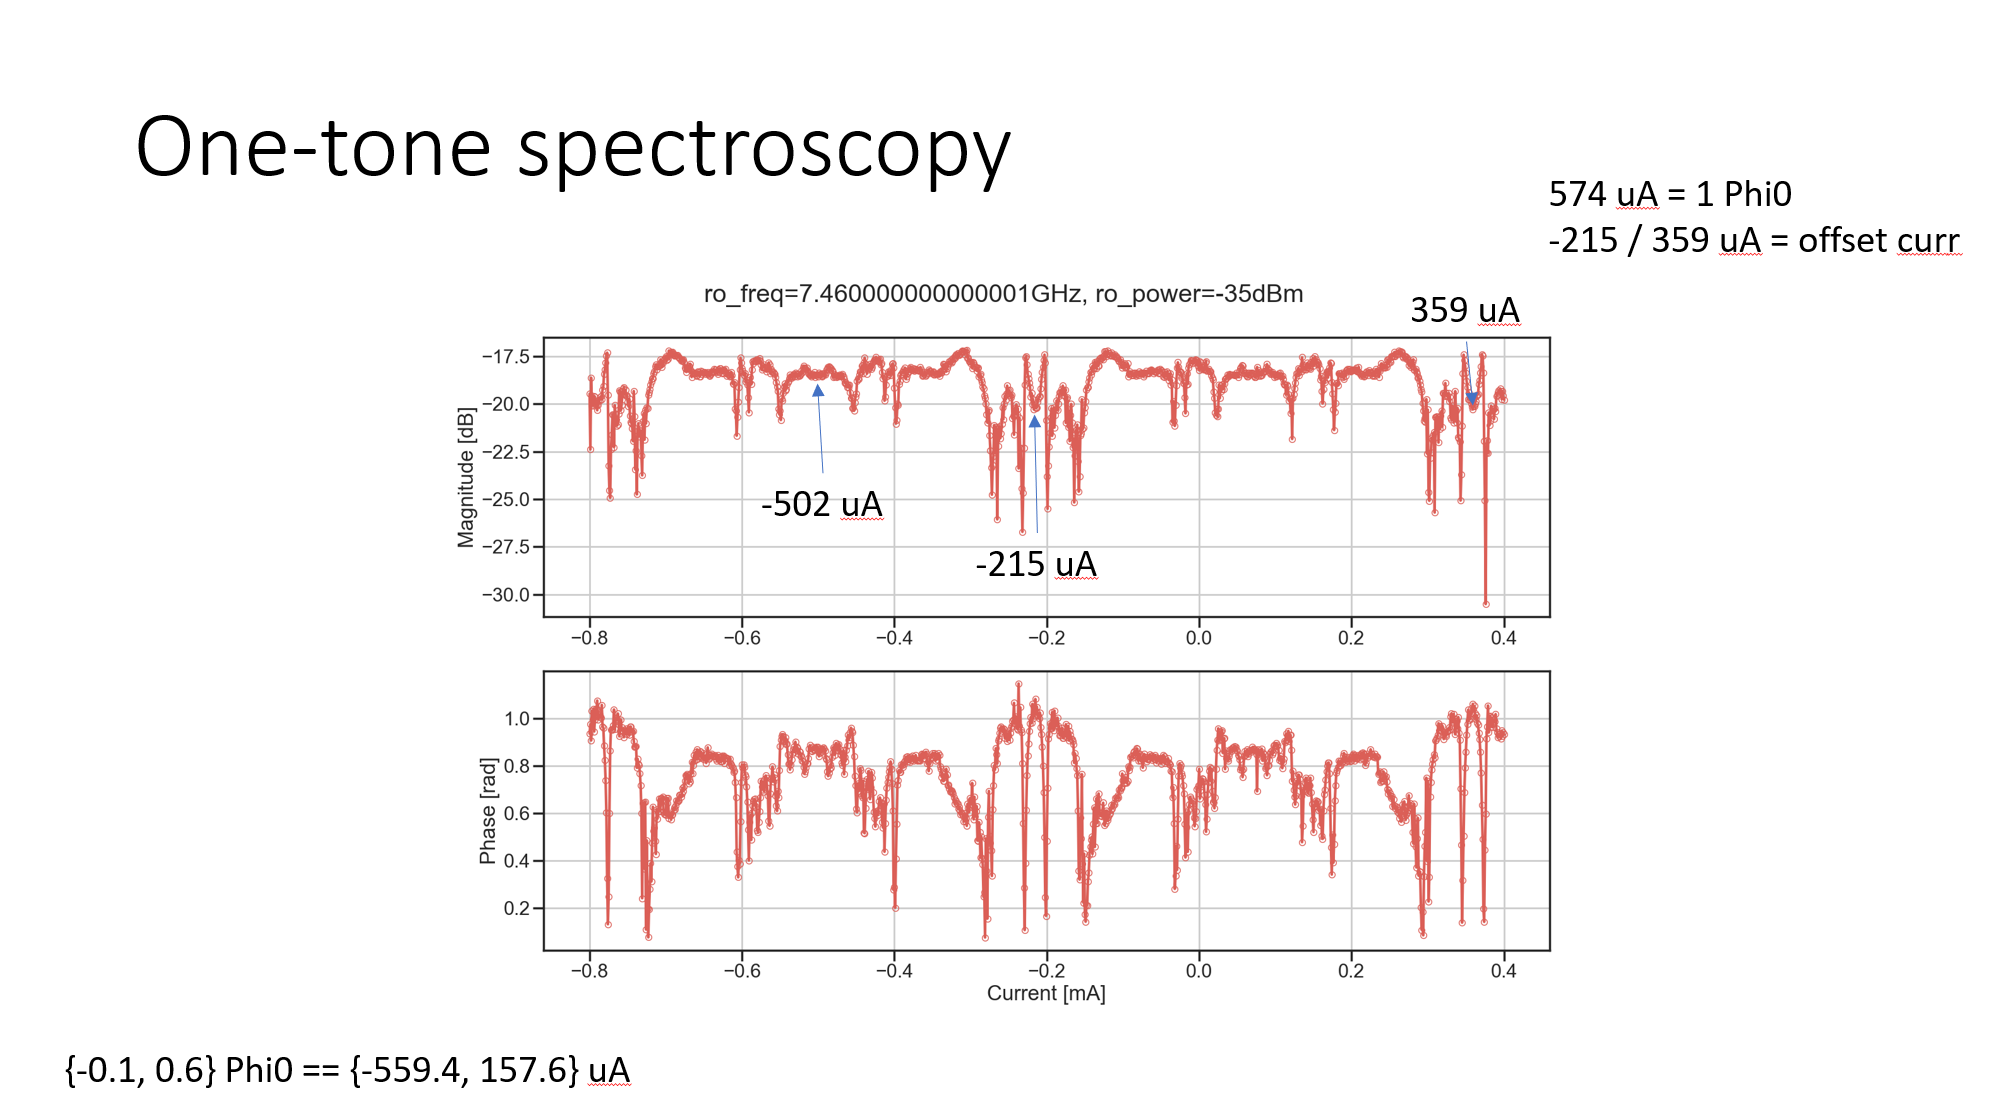 One-tone spectroscopy
574 uA = 1 Phi0
-215 / 359 uA = offset curr
ro_freq=7.460000000000001GHz, ro_power=-35dBm
359 uA
Magnitude [dB]
−17.5
−20.0
−22.5
−25.0
−27.5
−30.0
-502 uA
-215 uA
−0.8 −0.6 −0.4 −0.2 0.0 0.2 0.4
Phase [rad]
1.0
0.8
0.6
0.4
0.2
−0.8 −0.6 −0.4 −0.2 0.0 0.2 0.4
Current [mA]
{-0.1, 0.6} Phi0 == {-559.4, 157.6} uA